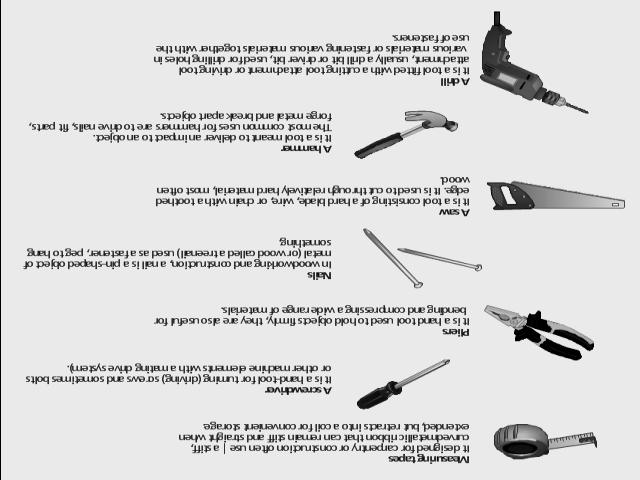 Measuring tapes
It designed for carpentry or construction often use | a stiff,
curvedmetallic ribbon that can remain stiff and straight when
extended, but retracts into a coil for convenient storage
A screwdriver
It is a hand-tool for turning (driving) screws and sometimes bolts
or other machine elements with a mating drive system).
Pliers
It is a hand tool used to hold objects firmly, they are also useful for
bending and compressing a wide range of materials.
Nails
In woodworking and construction, a nail is a pin-shaped object of
metal (or wood called a treenail) used as a fastener, peg to hang
something
A saw
It is a tool consisting of a hard blade, wire, or chain with a toothed
edge. It is used to cut through relatively hard material, most often
wood.
A hammer
It is a tool meant to deliver an impact to an object.
The most common uses for hammers are to drive nails, fit parts,
forge metal and break apart objects.
A drill
It is a tool fitted with a cutting tool attachment or driving tool
attachment, usually a drill bit or driver bit, used for drilling holes in
various materials or fastening various materials together with the
use of fasteners.